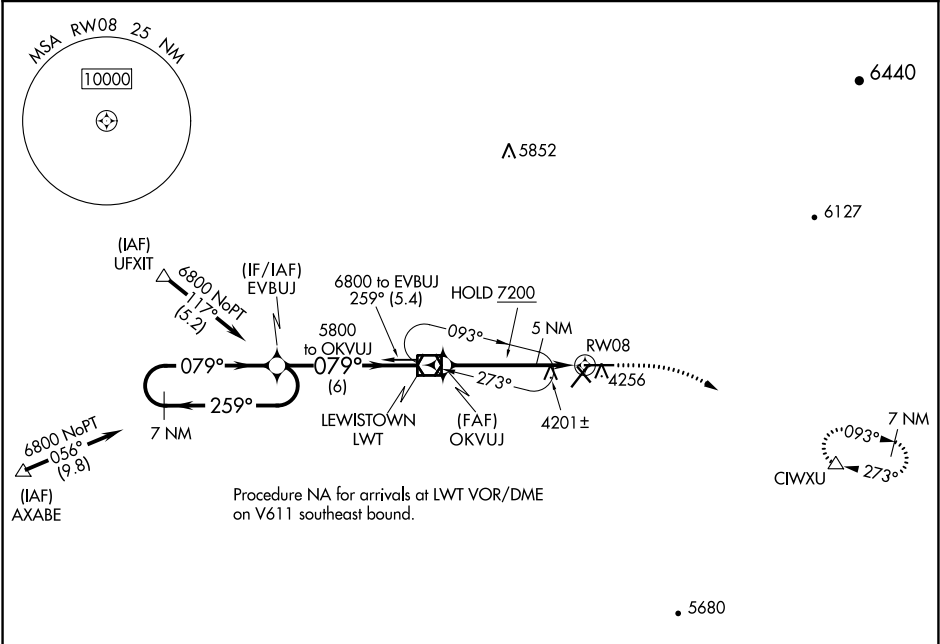 MSA RW08 25 NM
10000
6440
5852
6127
(IAF)
UFXIT
6800 NoPT
117°
(5.2)
(IF/IAF)
EVBUJ
6800 to EVBUJ
259° (5.4)
HOLD 7200
5800
to OKVUJ
079°
(6)
093°
5 NM
RW08
079°
259°
7 NM
273°
4256
4201±
LEWISTOWN
LWT
(FAF)
OKVUJ
6800 NoPT
056°
(9.8)
(IAF)
AXABE
7 NM
093°
273°
CIWXU
Procedure NA for arrivals at LWT VOR/DME
on V611 southeast bound.
5680